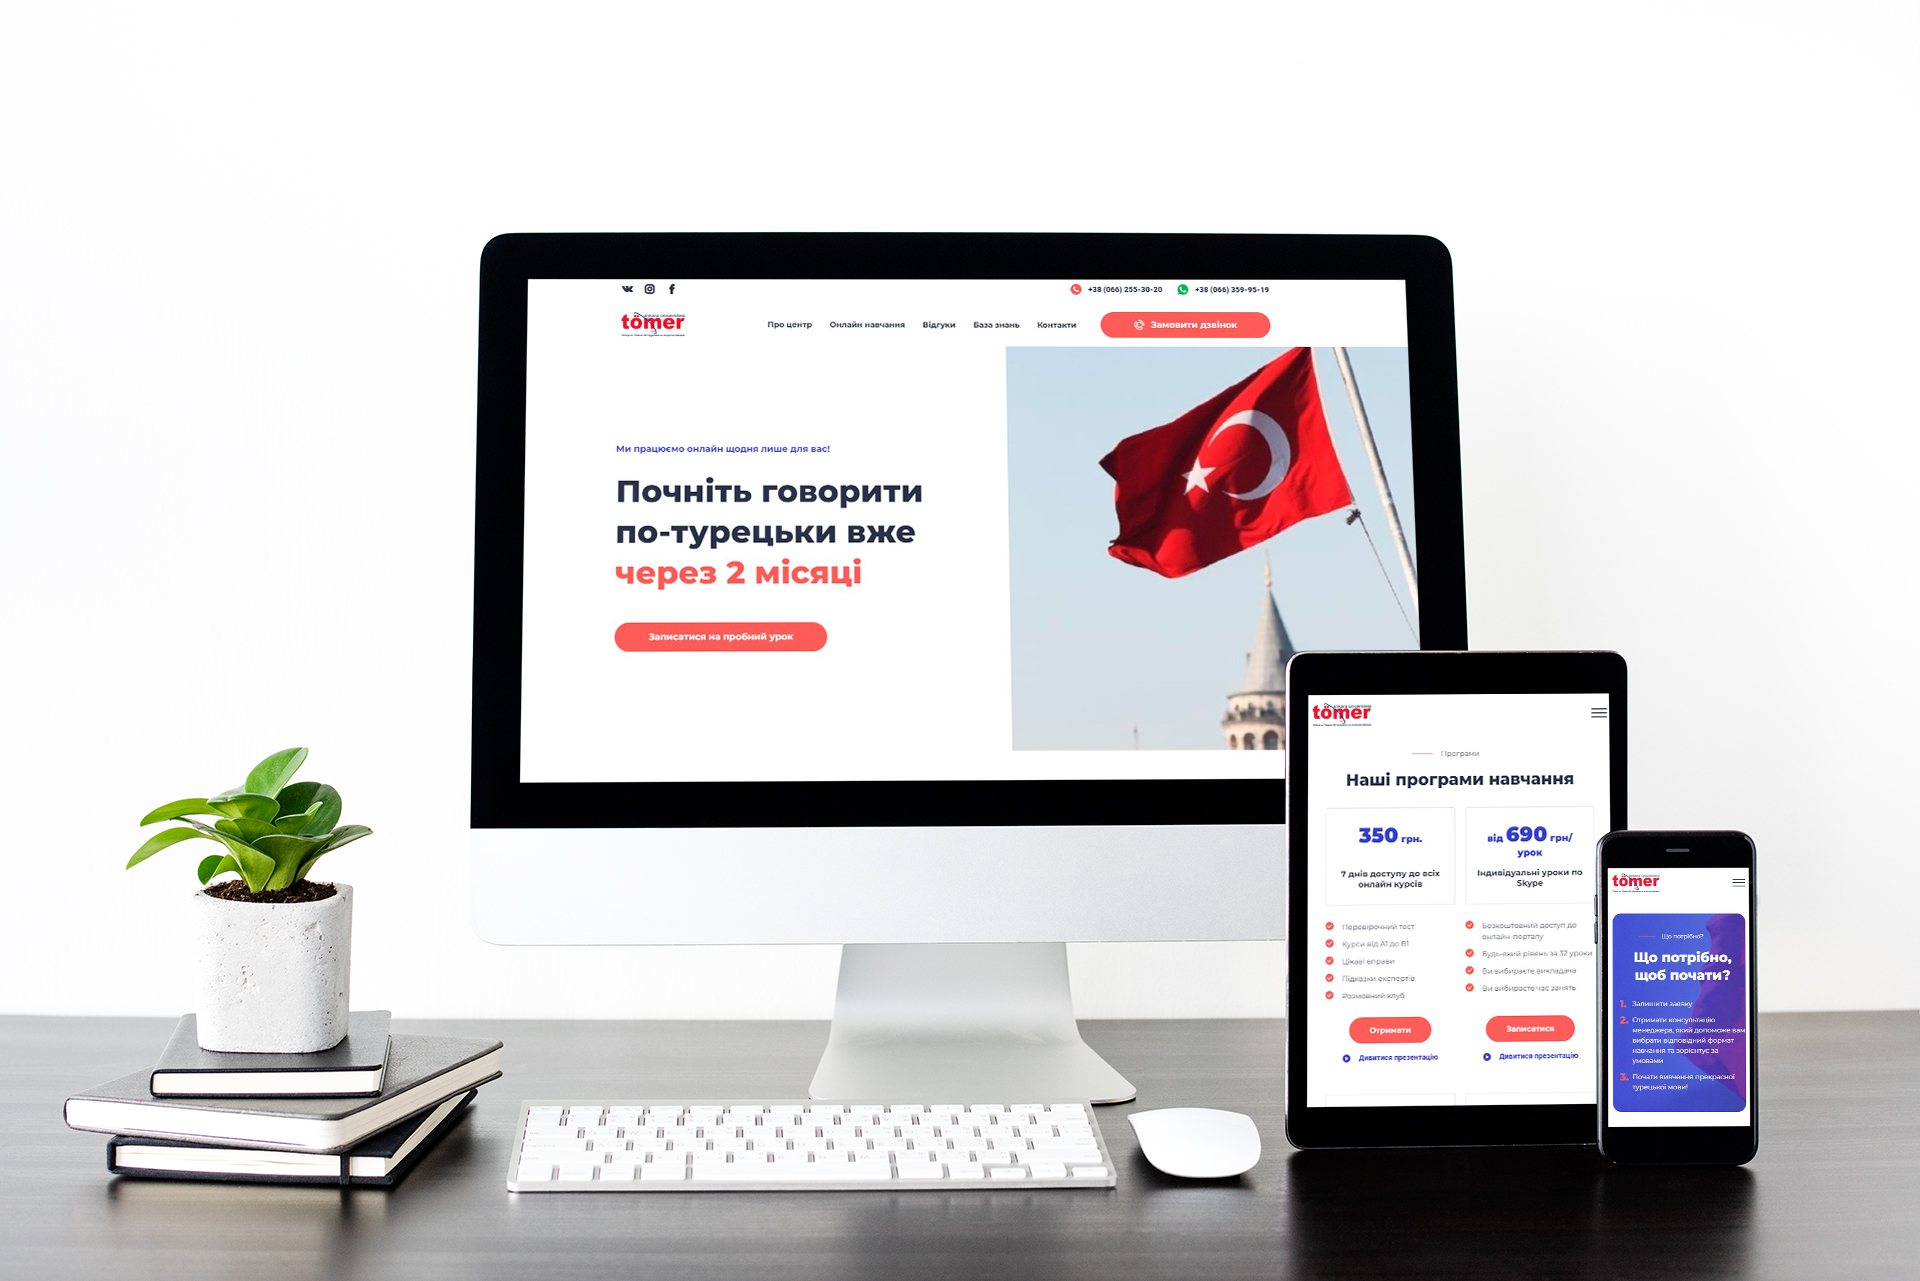 +38 (066) 255-30-20
+38 (066) 359-95-19
tömer
Про центр
Онлайн навчання
Відгуки
База знань
Контакти
Замовити дзвінок
Ми працюємо онлайн щодня лише для вас!
Почніть говорити
по-турецьки вже
через 2 місяці
Записатися на пробний урок
tömer
Програми
Наші програми навчання
350 грн.
7 днів доступу до всіх
онлайн курсів
Перевірочний тест
Курси від A1 до B1
Цікаві вправи
Підказки експертів
Розмовний клуб
Отримати
Дивитися презентацію
від 690 грн/
урок
Індивідуальні уроки по
Skype
Безкоштовний доступ до
онлайн-порталу
Будь-який рівень за 32 уроки
Ви вибираєте викладача
Ви вибираєте час занять
Записатися
Дивитися презентацію
tömer
Що потрібно?
Що потрібно,
щоб почати?
1. Залишити заявку
2. Отримати консультацію
менеджера, який допоможе вам
вибрати відповідний формат
навчання та зорієнтує за
умовами
3. Почати вивчення прекрасної
турецької мови!